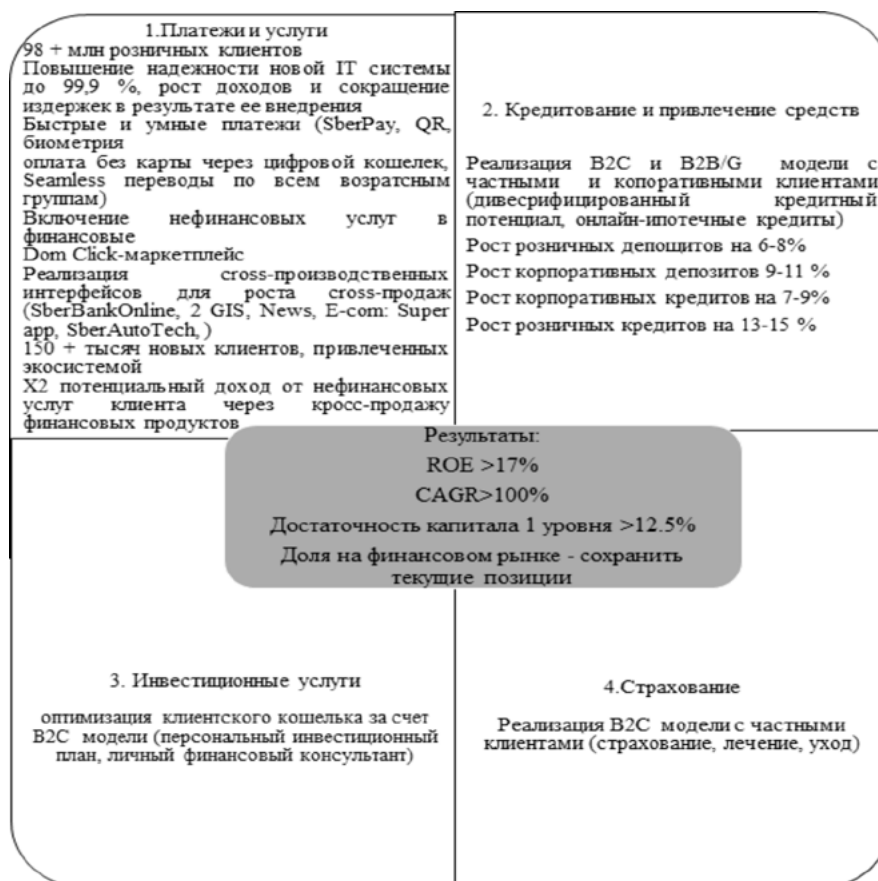 1.Платежи и услуги
98 + млн розничных клиентов
Повышение надежности новой IT системы
до 99,9 %, рост доходов и сокращение
издержек в результате ее внедрения
Быстрые и умные платежи (SberPay, QR,
биометрия
оплата без карты через цифровой кошелек,
Seamless переводы по всем возратсным
группам)
Включение нефинансовых услуг в
финансовые
Dom Click-маркетплейс
Реализация cross-производственных
интерфейсов для роста cross-продаж
(SberBankOnline, 2 GIS, News, E-com: Super
app, SberAutoTech, )
150 + тысяч новых клиентов, привлеченных
экосистемой
X2 потенциальный доход от нефинансовых
услуг клиента через кросс-продажу
финансовых продуктов
2. Кредитование и привлечение средств
Реализация B2C и B2B/G модели с
частными и копоративными клиентами
(дивесрифицированный кредитный
потенциал, онлайн-ипотечные кредиты)
Рост розничных депощитов на 6-8%
Рост корпоративных депозитов 9-11 %
Рост корпоративных кредитов на 7-9%
Рост розничных кредитов на 13-15 %
Результаты:
ROE >17%
CAGR>100%
Достаточность капитала 1 уровня >12.5%
Доля на финансовом рынке - сохранить
текущие позиции
3. Инвестиционные услуги
оптимизация клиентского кошелька за счет
B2C модели (персональный инвестиционный
план, личный финансовый консультант)
4.Страхование
Реализация B2C модели с частными
клиентами (страхование, лечение, уход)